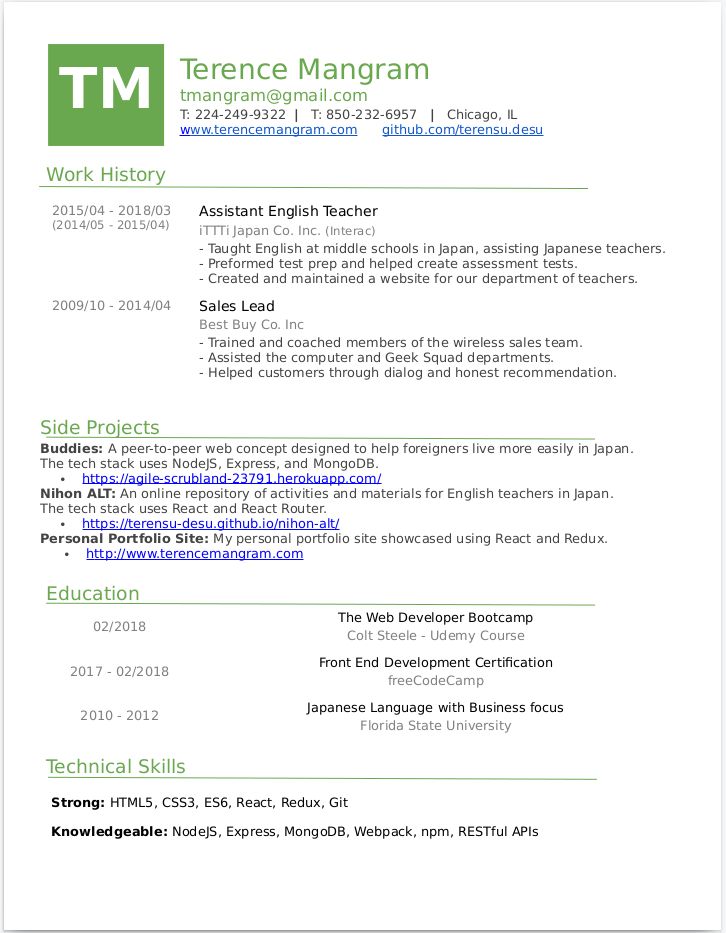 TM
Terence Mangram
tmangram@gmail.com
T: 224-249-9322 | T: 850-232-6957 | Chicago, IL
www.terencemangram.com github.com/terensu.desu
Work History
2015/04 - 2018/03 Assistant English Teacher
(2014/05 - 2015/04) iTTTi Japan Co. Inc. (Interac)
- Taught English at middle schools in Japan, assisting Japanese teachers.
- Preformed test prep and helped create assessment tests.
- Created and maintained a website for our department of teachers.
2009/10 - 2014/04 Sales Lead
Best Buy Co. Inc
- Trained and coached members of the wireless sales team.
- Assisted the computer and Geek Squad departments.
- Helped customers through dialog and honest recommendation.
Side Projects
Buddies: A peer-to-peer web concept designed to help foreigners live more easily in Japan.
The tech stack uses NodeJS, Express, and MongoDB.
• https://agile-scrubland-23791.herokuapp.com/
Nihon ALT: An online repository of activities and materials for English teachers in Japan.
The tech stack uses React and React Router.
• https://terensu-desu.github.io/nihon-alt/
Personal Portfolio Site: My personal portfolio site showcased using React and Redux.
• http://www.terencemangram.com
Education
02/2018 The Web Developer Bootcamp
Colt Steele - Udemy Course
2017 - 02/2018 Front End Development Certification
freeCodeCamp
2010 - 2012 Japanese Language with Business focus
Florida State University
Technical Skills
Strong: HTML5, CSS3, ES6, React, Redux, Git
Knowledgeable: NodeJS, Express, MongoDB, Webpack, npm, RESTful APIs